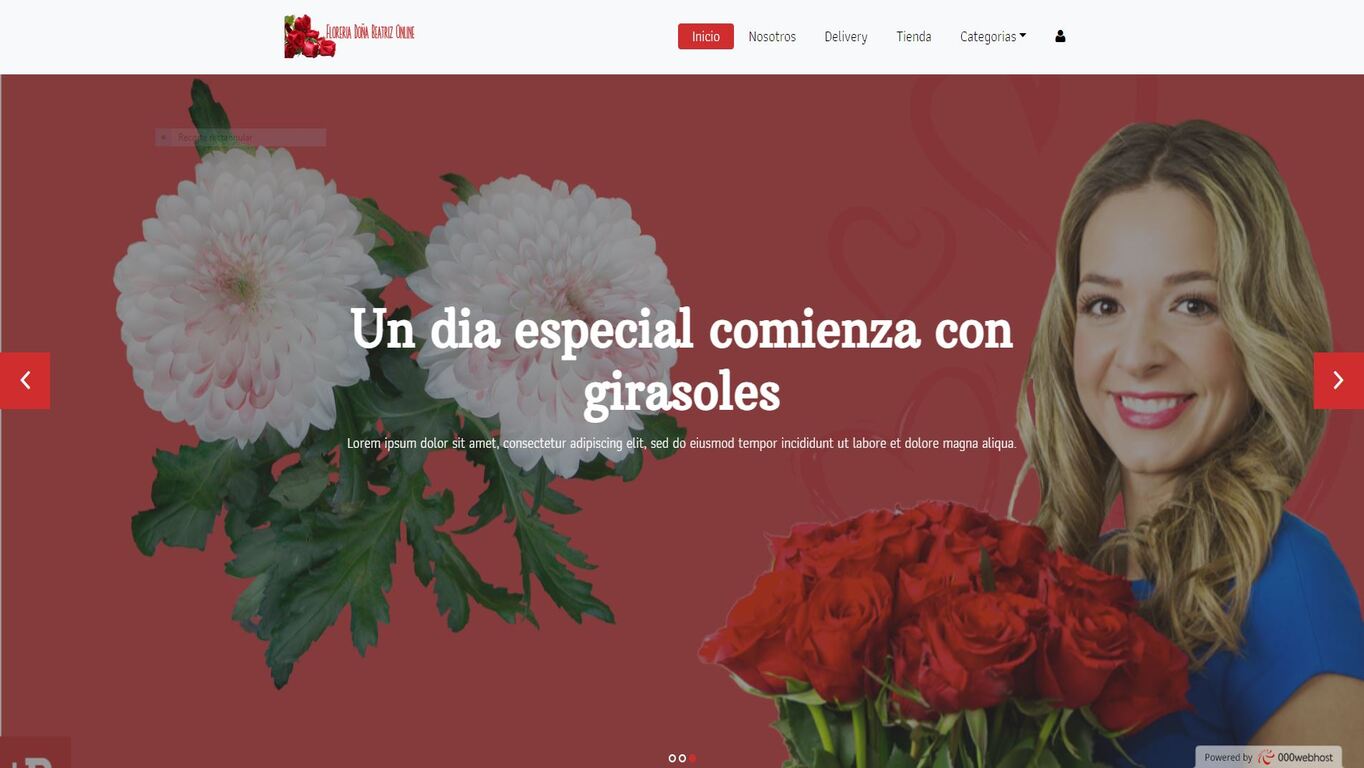 Floreria Doña Beatriz Online
Inicio
Nosotros
Delivery
Tienda
Categorias
Recorte rectangular
Un dia especial comienza con
girasoles
Lorem ipsum dolor sit amet, consectetur adipiscing elit, sed do eiusmod tempor incididunt ut labore et dolore magna aliqua.
Powered by 000webhost